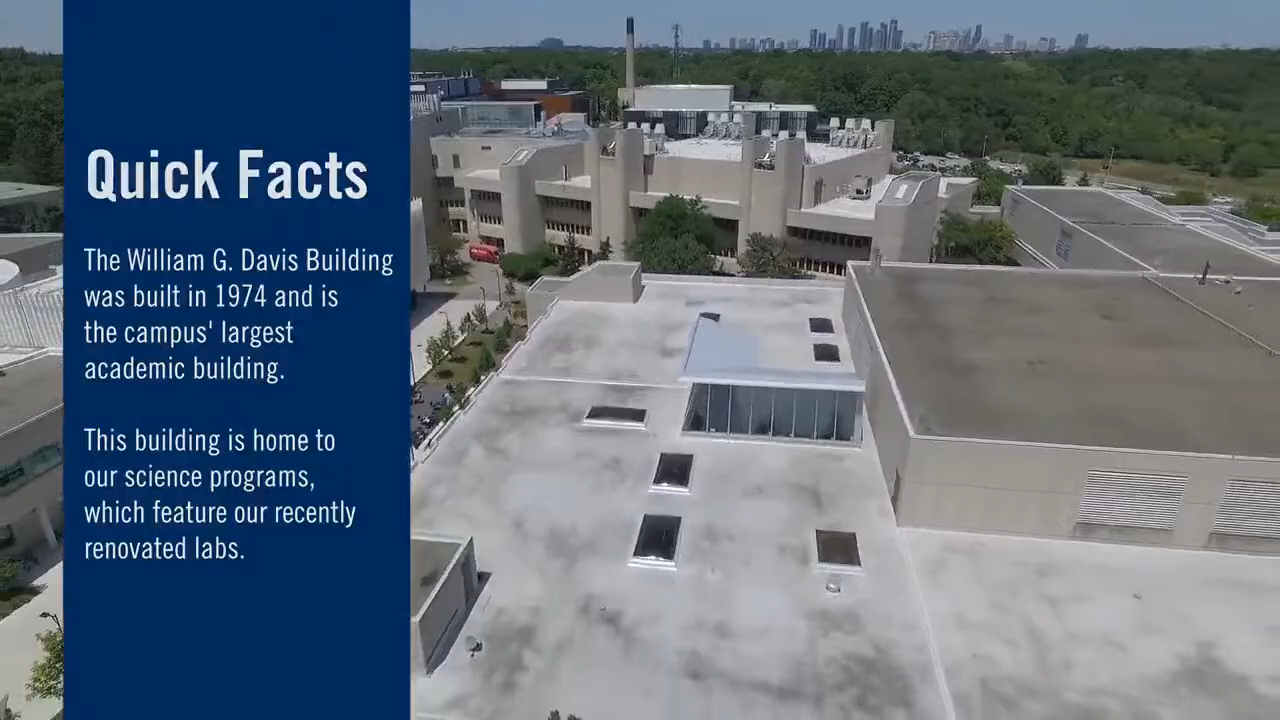 Quick Facts
The William G. Davis Building
was built in 1974 and is
the campus' largest
academic building.
This building is home to
our science programs,
which feature our recently
renovated labs.